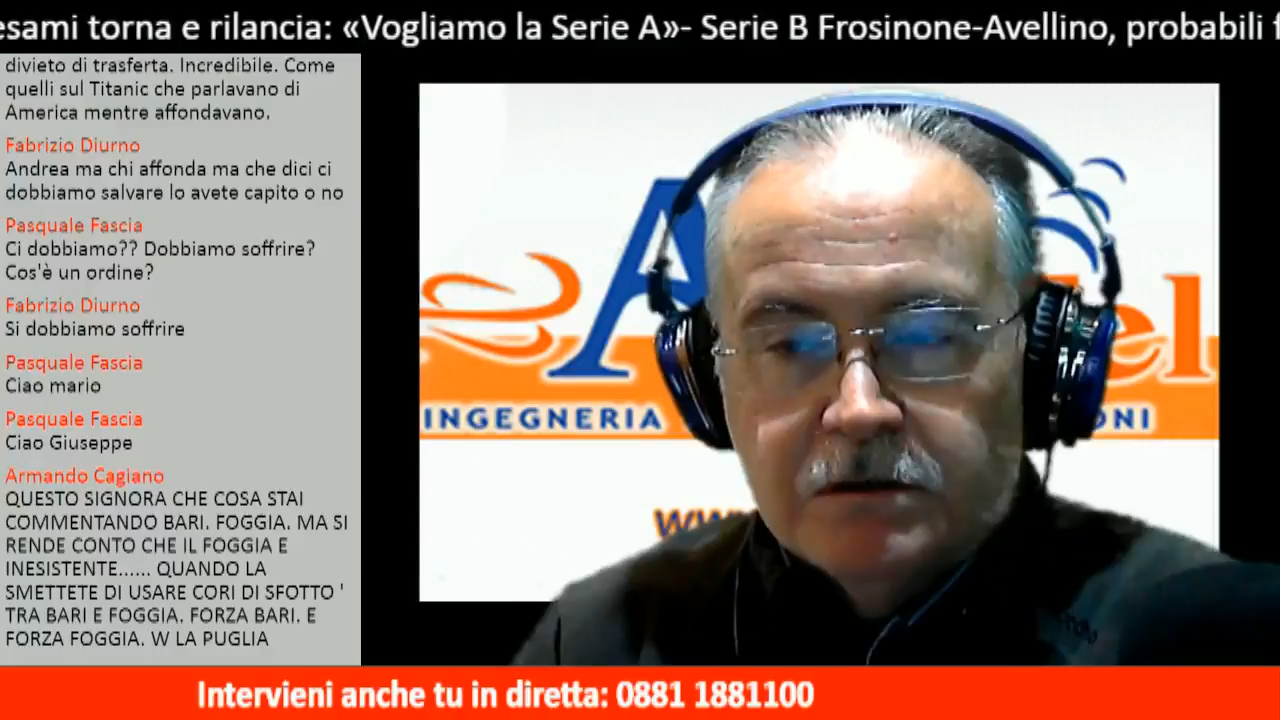 esami torna e rilancia: «Vogliamo la Serie A»- Serie B Frosinone-Avellino, probabili f
divieto di trasferta. Incredibile. Come
quelli sul Titanic che parlavano di
America mentre affondavano.
Fabrizio Diurno
Andrea ma chi affonda ma che dici ci
dobbiamo salvare lo avete capito o no
Pasquale Fascia
Ci dobbiamo?? Dobbiamo soffrire?
Cos'è un ordine?
Fabrizio Diurno
Si dobbiamo soffrire
Pasquale Fascia
Ciao mario
Pasquale Fascia
Ciao Giuseppe
Armando Cagiano
QUESTO SIGNORA CHE COSA STAI
COMMENTANDO BARI. FOGGIA. MA SI
RENDE CONTO CHE IL FOGGIA E
INESISTENTE...... QUANDO LA
SMETTETE DI USARE CORI DI SFOTTO '
TRA BARI E FOGGIA. FORZA BARI. E
FORZA FOGGIA. W LA PUGLIA
INGEGNERIA
www
Intervieni anche tu in diretta: 0881 1881100